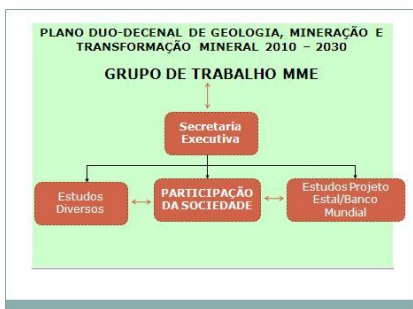 PLANO DUO-DECENAL DE GEOLOGIA, MINERAÇÃO E
TRANSFORMAÇÃO MINERAL 2010 – 2030
GRUPO DE TRABALHO MME
Secretaria
Executiva
Estudos
Diversos
PARTICIPAÇÃO
DA SOCIEDADE
Estudos Projeto
Estal/Banco
Mundial